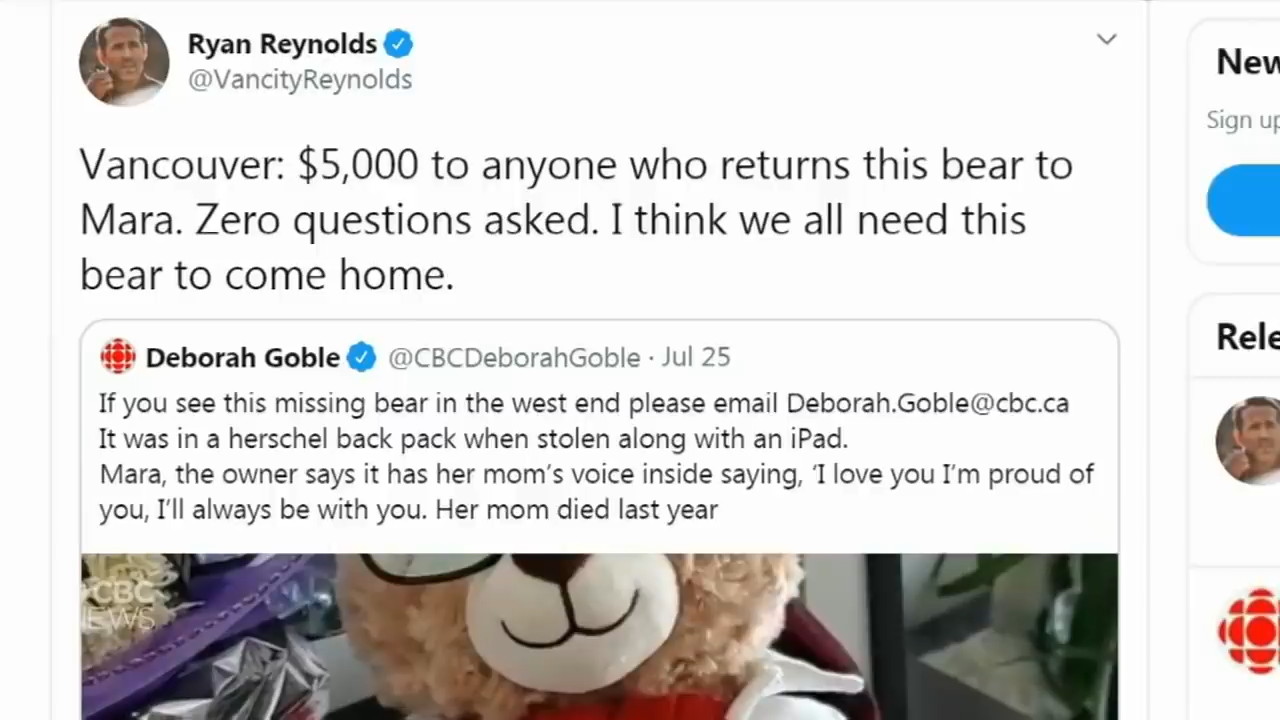 Ryan Reynolds
@VancityReynolds
Vancouver: $5,000 to anyone who returns this bear to
Mara. Zero questions asked. I think we all need this
bear to come home.
Deborah Goble @CBCDeborahGoble · Jul 25
If you see this missing bear in the west end please email Deborah.Goble@cbc.ca
It was in a herschel back pack when stolen along with an iPad.
Mara, the owner says it has her mom’s voice inside saying, ‘I love you I’m proud of
you, I’ll always be with you. Her mom died last year
CBC
NEWS
New
Sign up
Rele